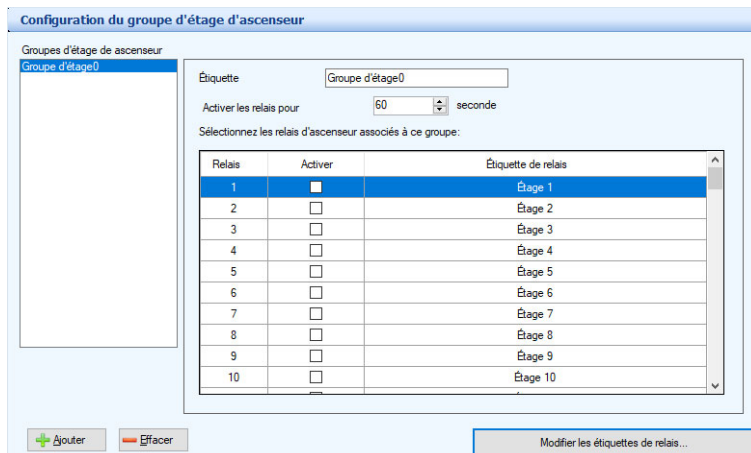 Configuration du groupe d'étage d'ascenseur
Groupes d'étage de ascenseur
Groupe d'étage0
Étiquette Groupe d'étage0
Activer les relais pour 60 seconde
Sélectionnez les relais d'ascenseur associés à ce groupe:
Relais Activer Étiquette de relais
1 Étage 1
2 Étage 2
3 Étage 3
4 Étage 4
5 Étage 5
6 Étage 6
7 Étage 7
8 Étage 8
9 Étage 9
10 Étage 10
Ajouter Effacer Modifier les étiquettes de relais...